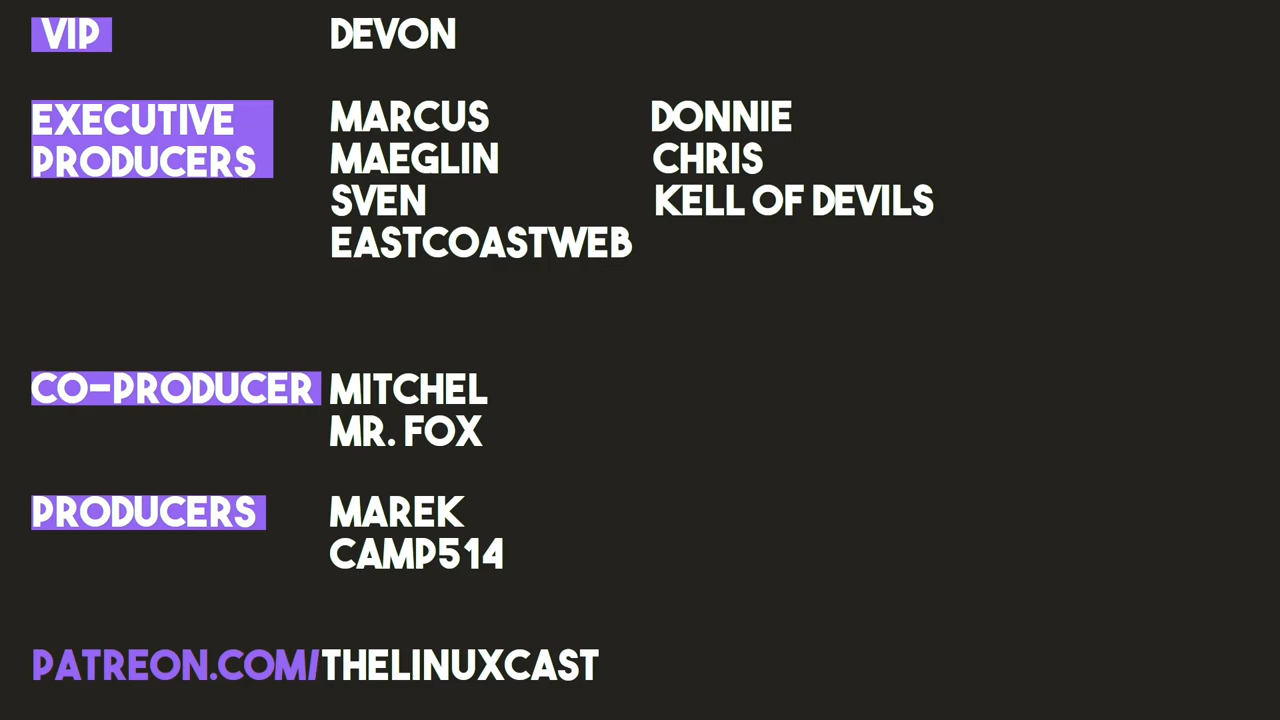 VIP DEVON
EXECUTIVE MARCUS DONNIE
PRODUCERS MAEGLIN CHRIS
SVEN KELL OF DEVILS
EASTCOASTWEB
CO-PRODUCER MITCHEL
MR. FOX
PRODUCERS MAREK
CAMP514
PATREON.COM/THELINUXCAST